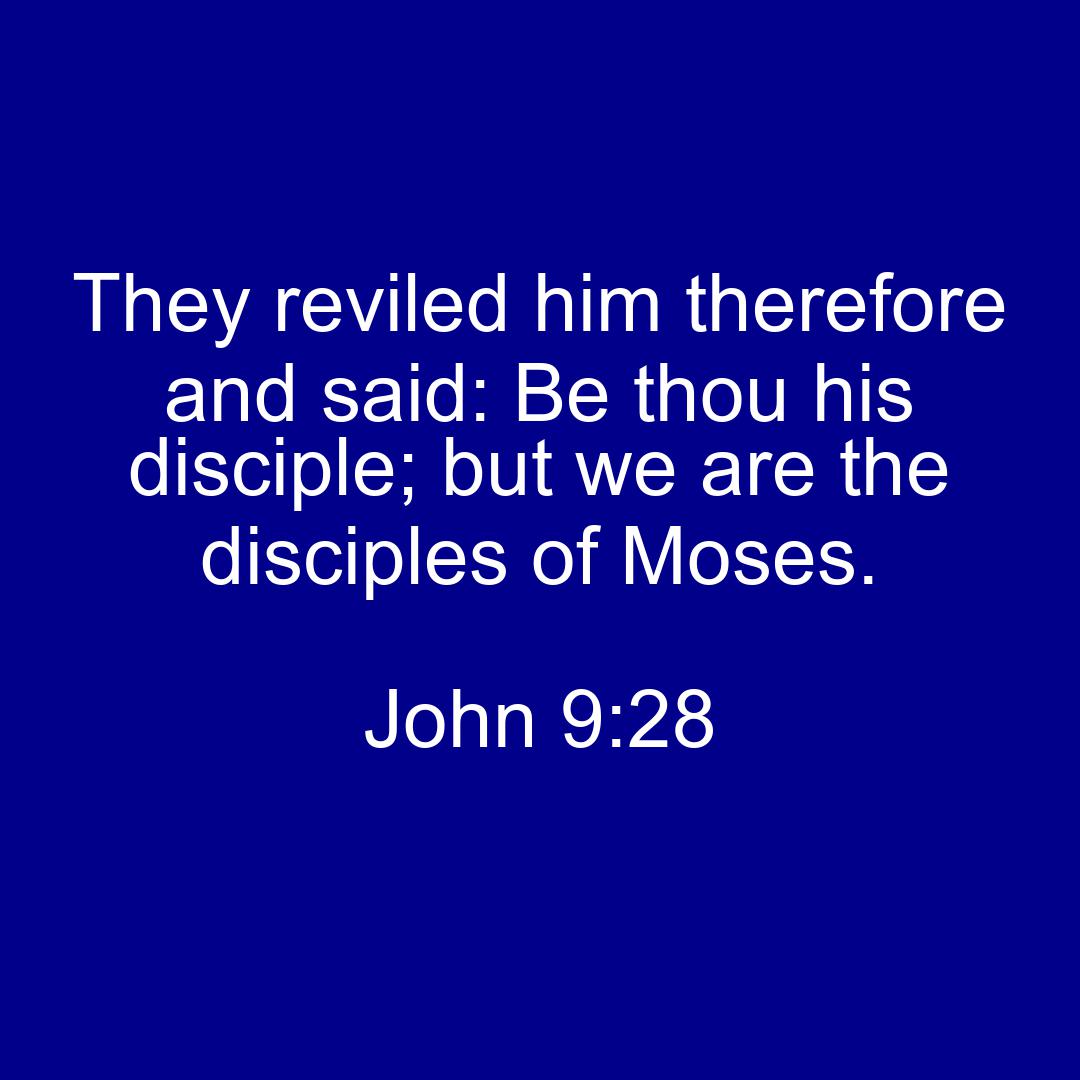 They reviled him therefore
and said: Be thou his
disciple; but we are the
disciples of Moses.
John 9:28